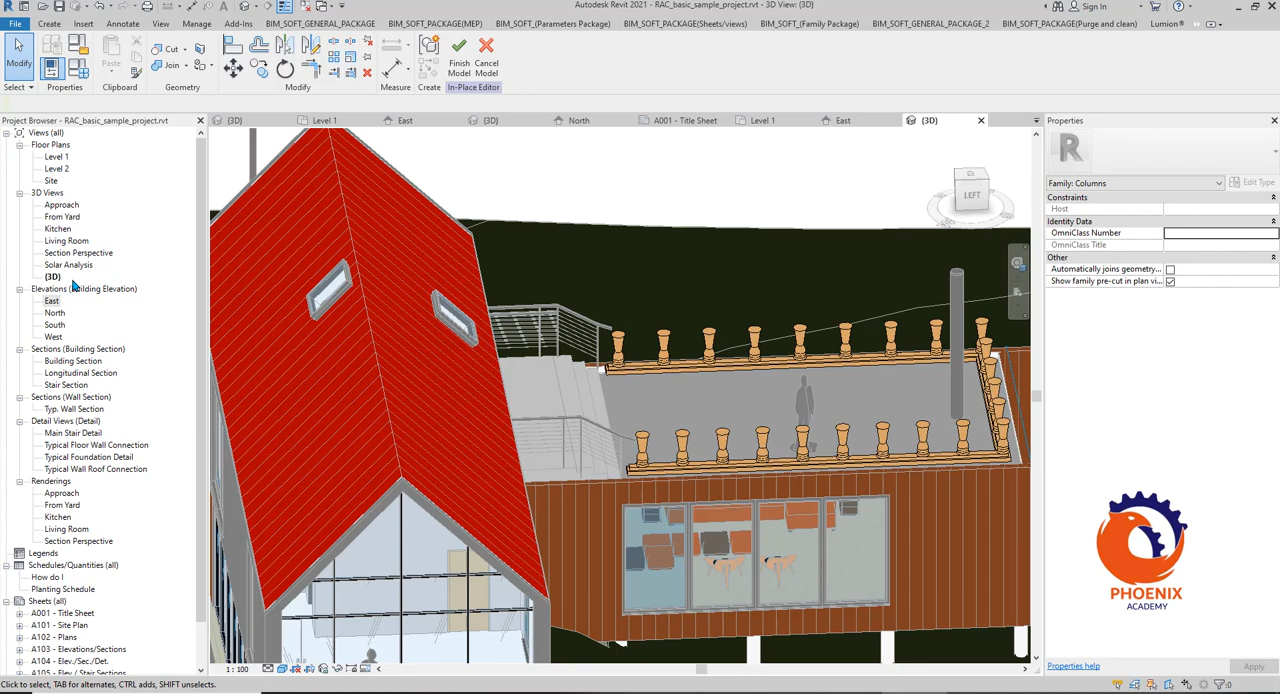 Autodesk Revit 2021 - RAC_basic_sample_project.rvt - 3D View: {3D}
Sign In
File
Create
Annotate
Insert
View
Manage
Add-Ins
BIM_SOFT_GENERAL_PACKAGE
BIM_SOFT_PACKAGE(MEP)
BIM_SOFT_(Parameters Package)
BIM_SOFT_PACKAGE(Sheets/views)
BIM_SOFT_(Family Package)
BIM_SOFT_GENERAL_PACKAGE_2
BIM_SOFT_PACKAGE(Purge and clean)
Lumion®
Modify
Paste
Cut
Join
Finish Model
Cancel Model
Select
Properties
Clipboard
Geometry
Modify
Measure
Create
In-Place Editor
Project Browser - RAC_basic_sample_project.rvt
{3D}
Level 1
East
{3D}
North
A001 - Title Sheet
Level 1
East
{3D}
Properties
Views (all)
Floor Plans
Level 1
Level 2
Site
3D Views
Approach
From Yard
Kitchen
Living Room
Section Perspective
Solar Analysis
{3D}
Elevations (Building Elevation)
East
North
South
West
Sections (Building Section)
Building Section
Longitudinal Section
Stair Section
Sections (Wall Section)
Typ. Wall Section
Detail Views (Detail)
Main Stair Detail
Typical Floor Wall Connection
Typical Foundation Detail
Typical Wall Roof Connection
Renderings
Approach
From Yard
Kitchen
Living Room
Section Perspective
Legends
Schedules/Quantities (all)
How do I
Planting Schedule
Sheets (all)
A001 - Title Sheet
A101 - Site Plan
A102 - Plans
A103 - Elevations/Sections
A104 - Elev./Sec./Det.
A105 - Elev./ Stair Sections
LEFT
Family: Columns
Edit Type
Constraints
Host
Identity Data
OmniClass Number
OmniClass Title
Other
Automatically joins geometry...
Show family pre-cut in plan vi...
PHOENIX
ACADEMY
1 : 100
Properties help
Apply
Click to select, TAB for alternates, CTRL adds, SHIFT unselects.
:0